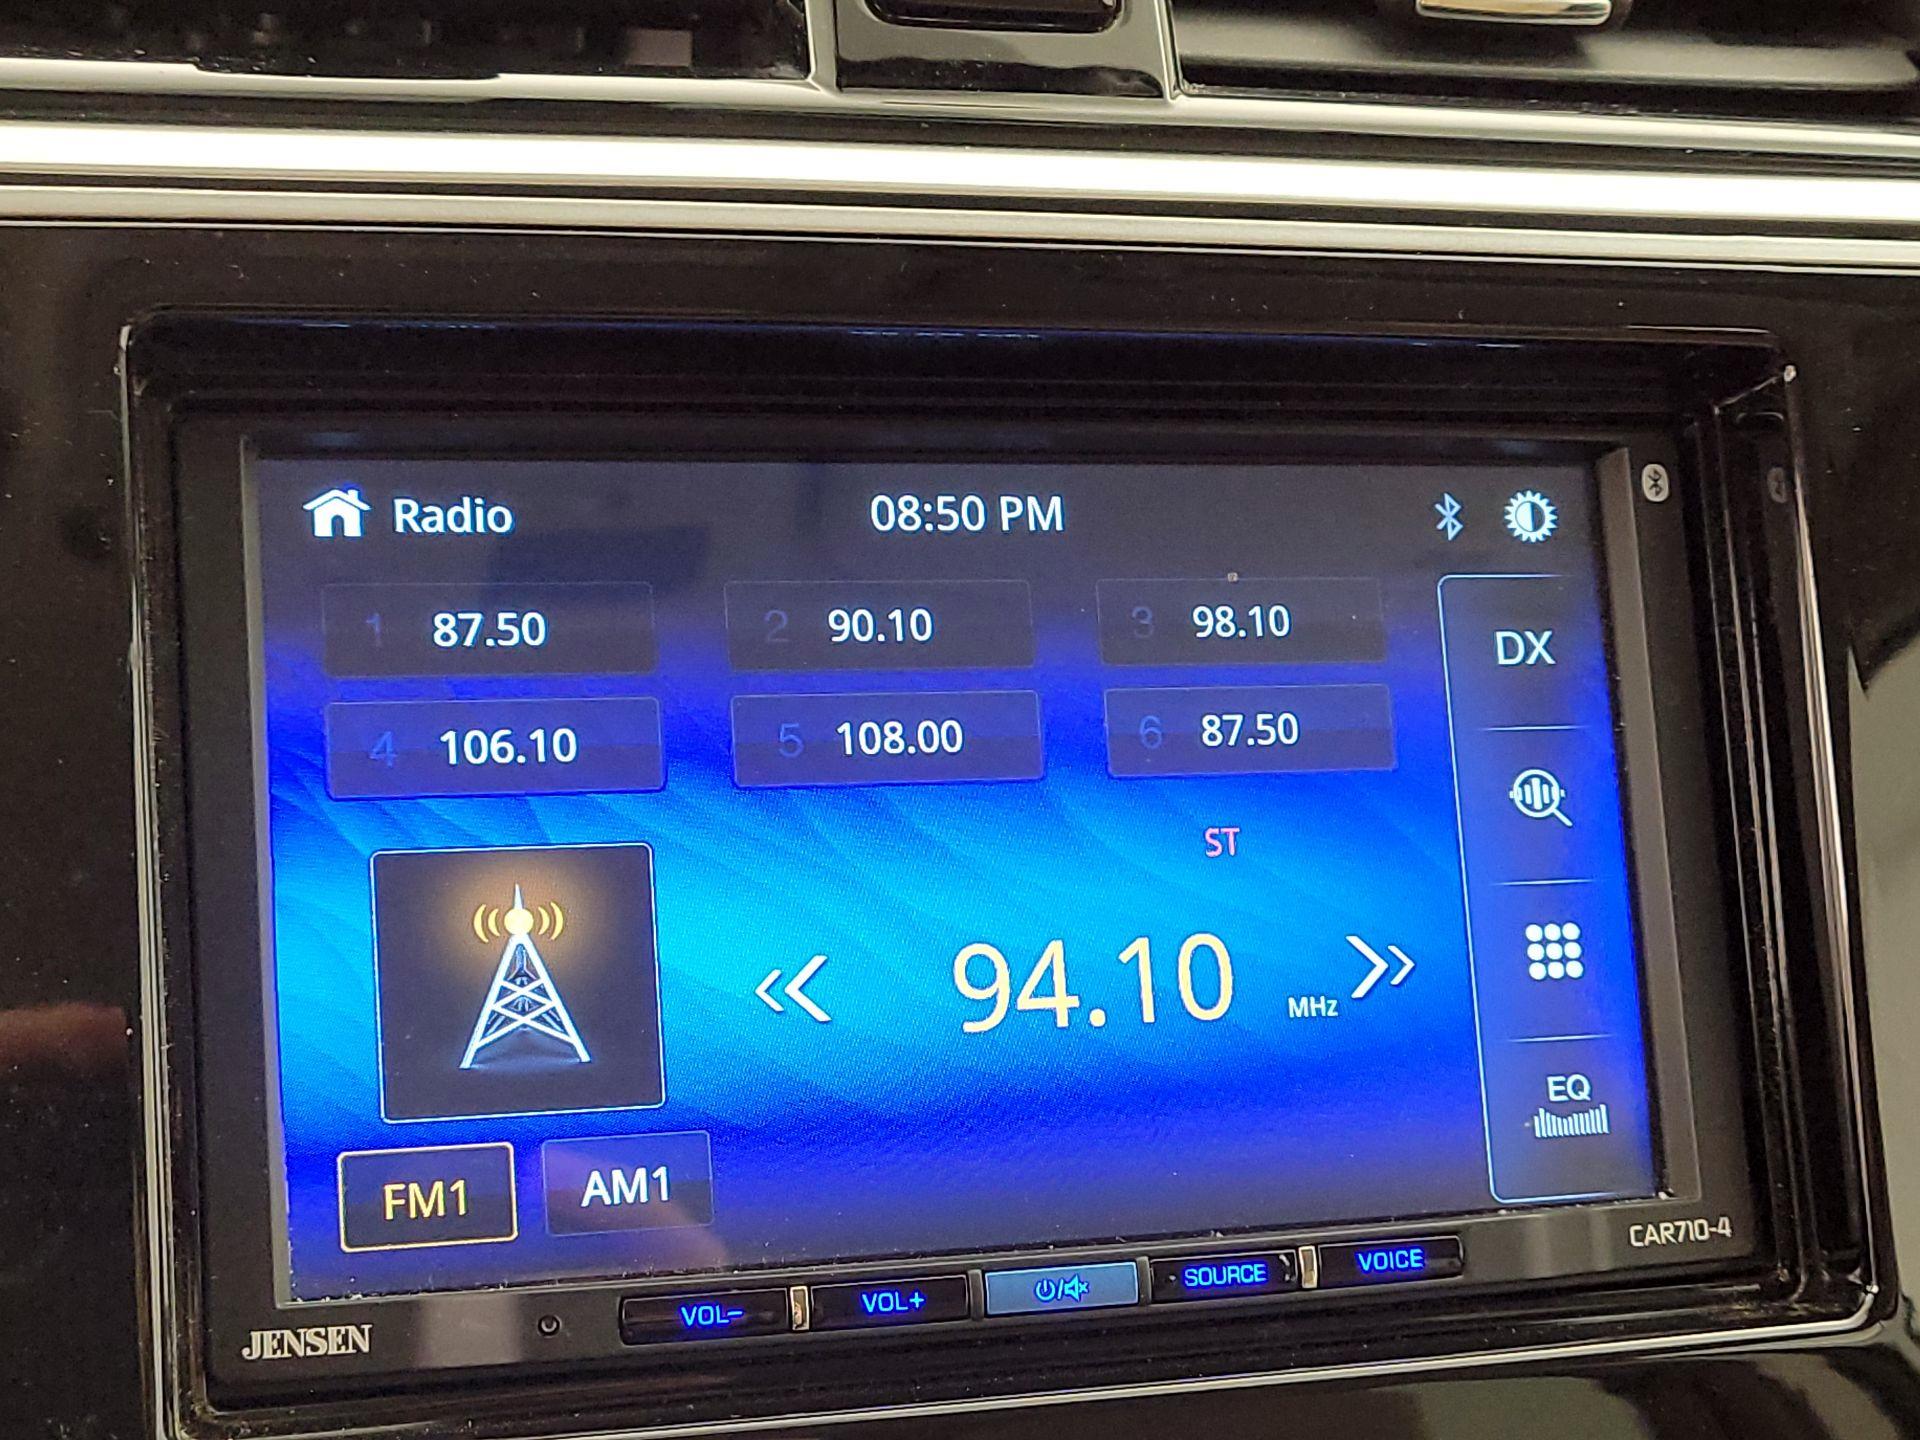 Radio 08:50 PM
1 87.50 2 90.10 3 98.10
DX
4 106.10 5 108.00 6 87.50
ST
94.10 MHz
EQ
FM1 AM1
CAR710-4
VOL- VOL+ SOURCE VOICE
JENSEN